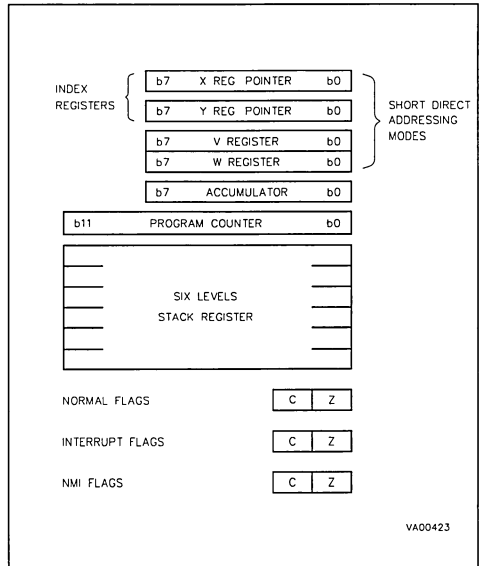 b7 X REG POINTER b0
INDEX
REGISTERS
b7 Y REG POINTER b0
SHORT DIRECT
ADDRESSING
MODES
b7 V REGISTER b0
b7 W REGISTER b0
b7 ACCUMULATOR b0
b11 PROGRAM COUNTER b0
SIX LEVELS
STACK REGISTER
NORMAL FLAGS C Z
INTERRUPT FLAGS C Z
NMI FLAGS C Z
VA00423